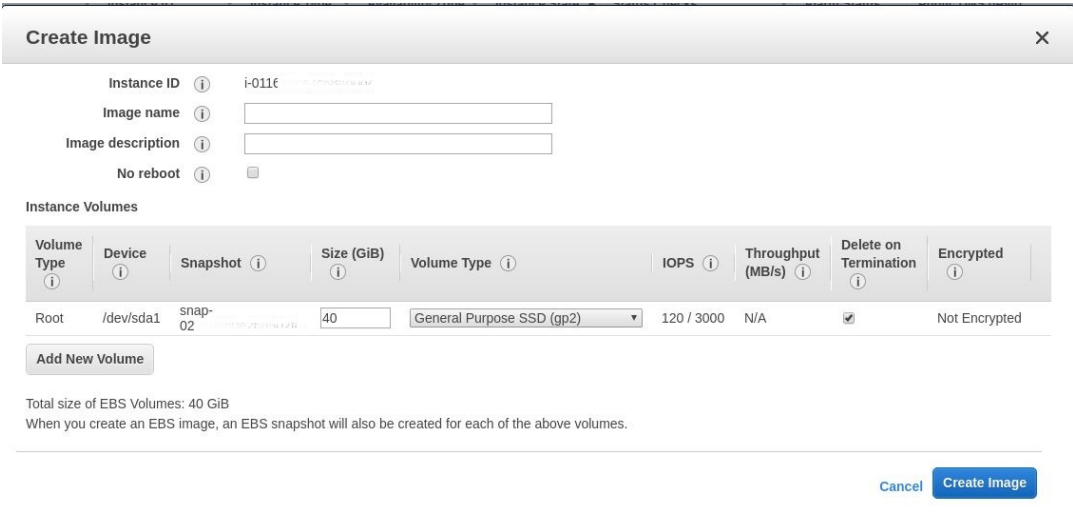 Create Image
Instance ID i-0116
Image name
Image description
No reboot
Instance Volumes
Volume Type Device Snapshot Size (GiB) Volume Type IOPS Throughput (MB/s) Delete on Termination Encrypted
Root /dev/sda1 snap-02 40 General Purpose SSD (gp2) 120 / 3000 N/A Not Encrypted
Add New Volume
Total size of EBS Volumes: 40 GiB
When you create an EBS image, an EBS snapshot will also be created for each of the above volumes.
Cancel Create Image